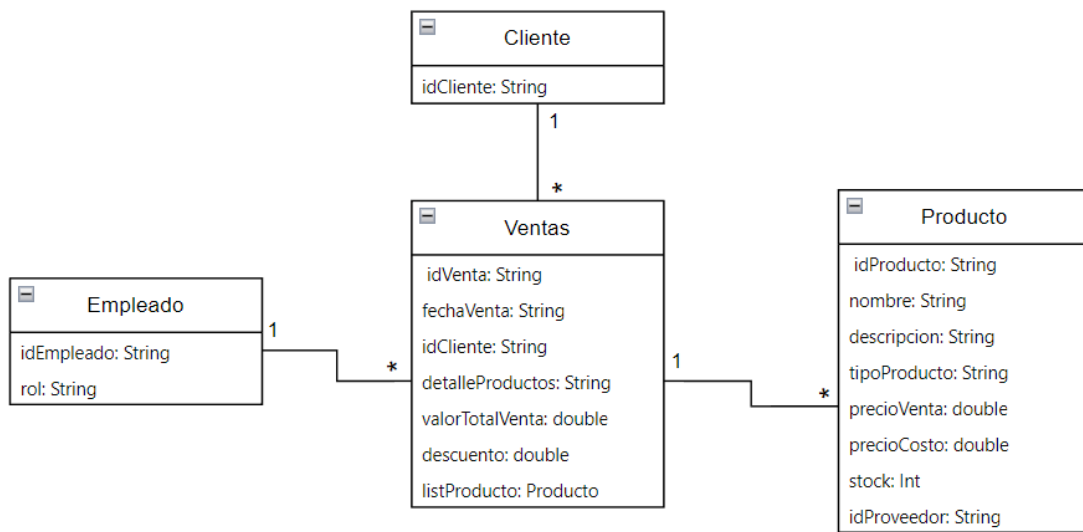 Cliente
idCliente: String
1
*
Ventas
idVenta: String
fechaVenta: String
idCliente: String
detalleProductos: String
valorTotalVenta: double
descuento: double
listProducto: Producto
Empleado
idEmpleado: String
rol: String
1
*
1
*
Producto
idProducto: String
nombre: String
descripcion: String
tipoProducto: String
precioVenta: double
precioCosto: double
stock: Int
idProveedor: String